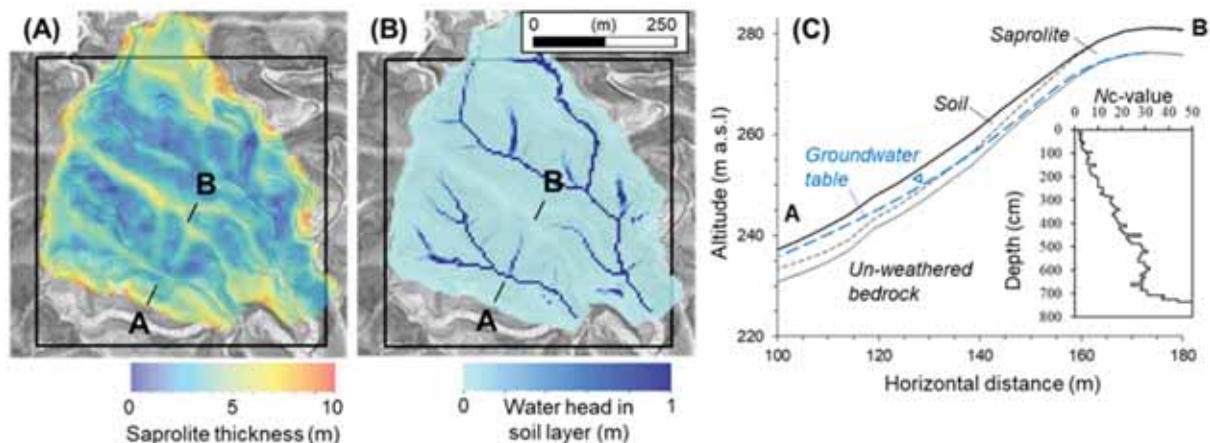 (A)
B
A
0 5 10
Saprolite thickness (m)
(B)
0 (m) 250
B
A
0 Water head in 1
soil layer (m)
(C)
280
260
240
220
Altitude (m a.s.l)
100 120 140 160 180
Horizontal distance (m)
A
B
Saprolite
Soil
Groundwater
table
Un-weathered
bedrock
Nc-value
0 10 20 30 40 50
0
100
200
300
400
500
600
700
800
Depth (cm)